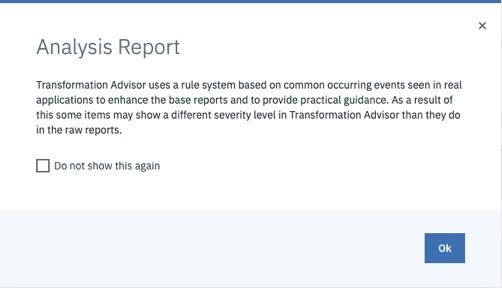 Analysis Report
Transformation Advisor uses a rule system based on common occurring events seen in real
applications to enhance the base reports and to provide practical guidance. As a result of
this some items may show a different severity level in Transformation Advisor than they do
in the raw reports.
Do not show this again
Ok